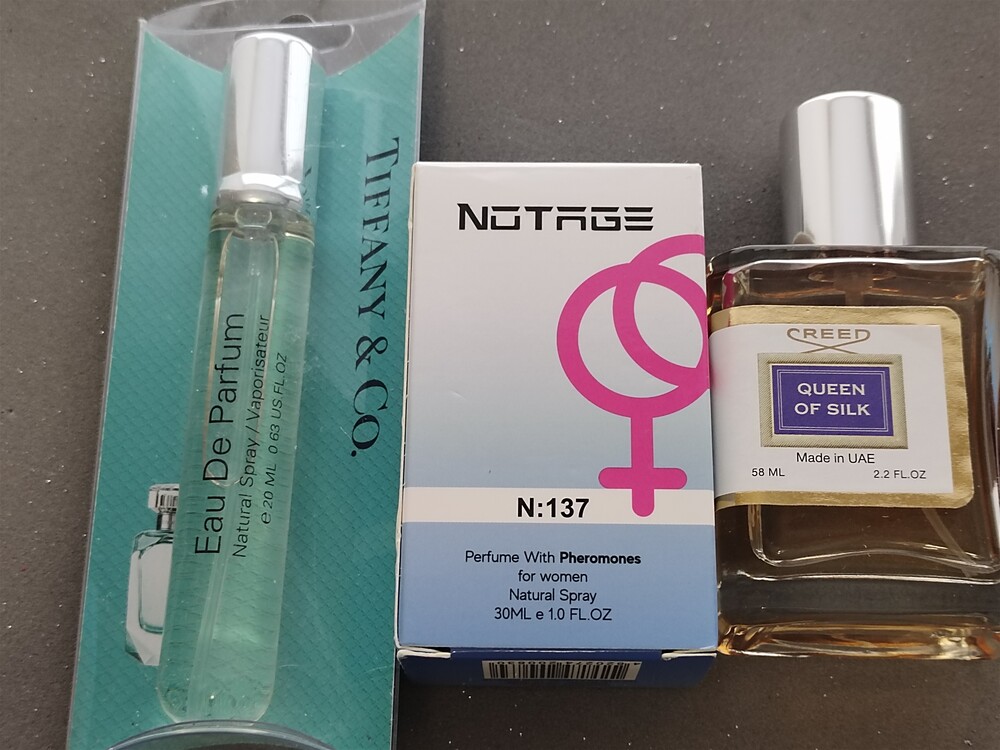 TIFFANY & CO.
Eau De Parfum
Natural Spray / Vaporisateur
e 20 ML 0.63 US FL.OZ
NOTAGE
N:137
Perfume With Pheromones
for women
Natural Spray
30ML e 1.0 FL.OZ
CREED
QUEEN
OF SILK
Made in UAE
58 ML 2.2 FL.OZ